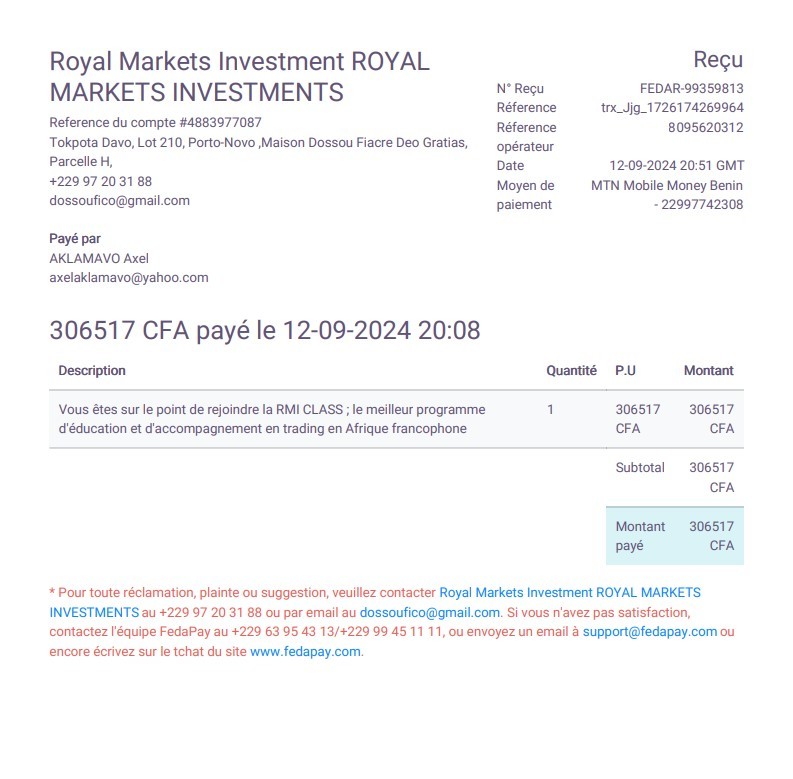 Royal Markets Investment ROYAL
MARKETS INVESTMENTS
Reference du compte #4883977087
Tokpota Davo, Lot 210, Porto-Novo ,Maison Dossou Fiacre Deo Gratias,
Parcelle H,
+229 97 20 31 88
dossoufico@gmail.com
Payé par
AKLAMAVO Axel
axelaklamavo@yahoo.com
Reçu
N° Reçu FEDAR-99359813
Réference trx_Jjg_1726174269964
Réference 8095620312
opérateur
Date 12-09-2024 20:51 GMT
Moyen de MTN Mobile Money Benin
paiement - 22997742308
306517 CFA payé le 12-09-2024 20:08
Description Quantité P.U Montant
Vous êtes sur le point de rejoindre la RMI CLASS ; le meilleur programme 1 306517 306517
d'éducation et d'accompagnement en trading en Afrique francophone CFA CFA
Subtotal 306517
CFA
Montant 306517
payé CFA
* Pour toute réclamation, plainte ou suggestion, veuillez contacter Royal Markets Investment ROYAL MARKETS
INVESTMENTS au +229 97 20 31 88 ou par email au dossoufico@gmail.com. Si vous n'avez pas satisfaction,
contactez l'équipe FedaPay au +229 63 95 43 13/+229 99 45 11 11, ou envoyez un email à support@fedapay.com ou
encore écrivez sur le tchat du site www.fedapay.com.